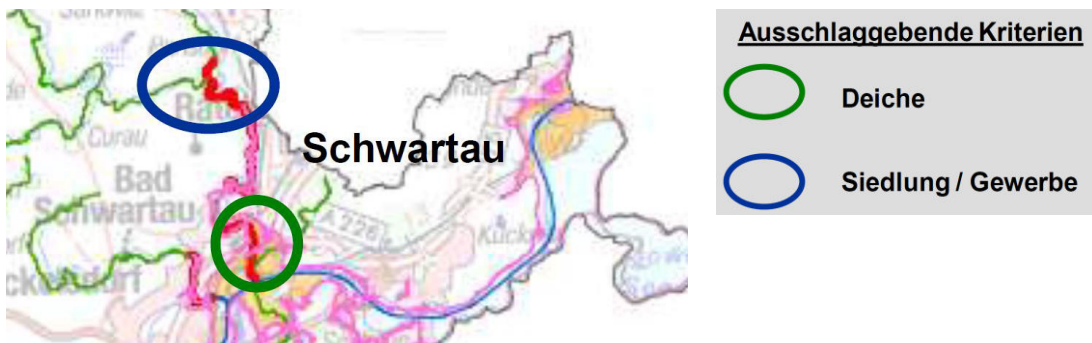 Curau
Schwartau
Bad
Schwartau
A 226
Ausschlaggebende Kriterien
Deiche
Siedlung / Gewerbe